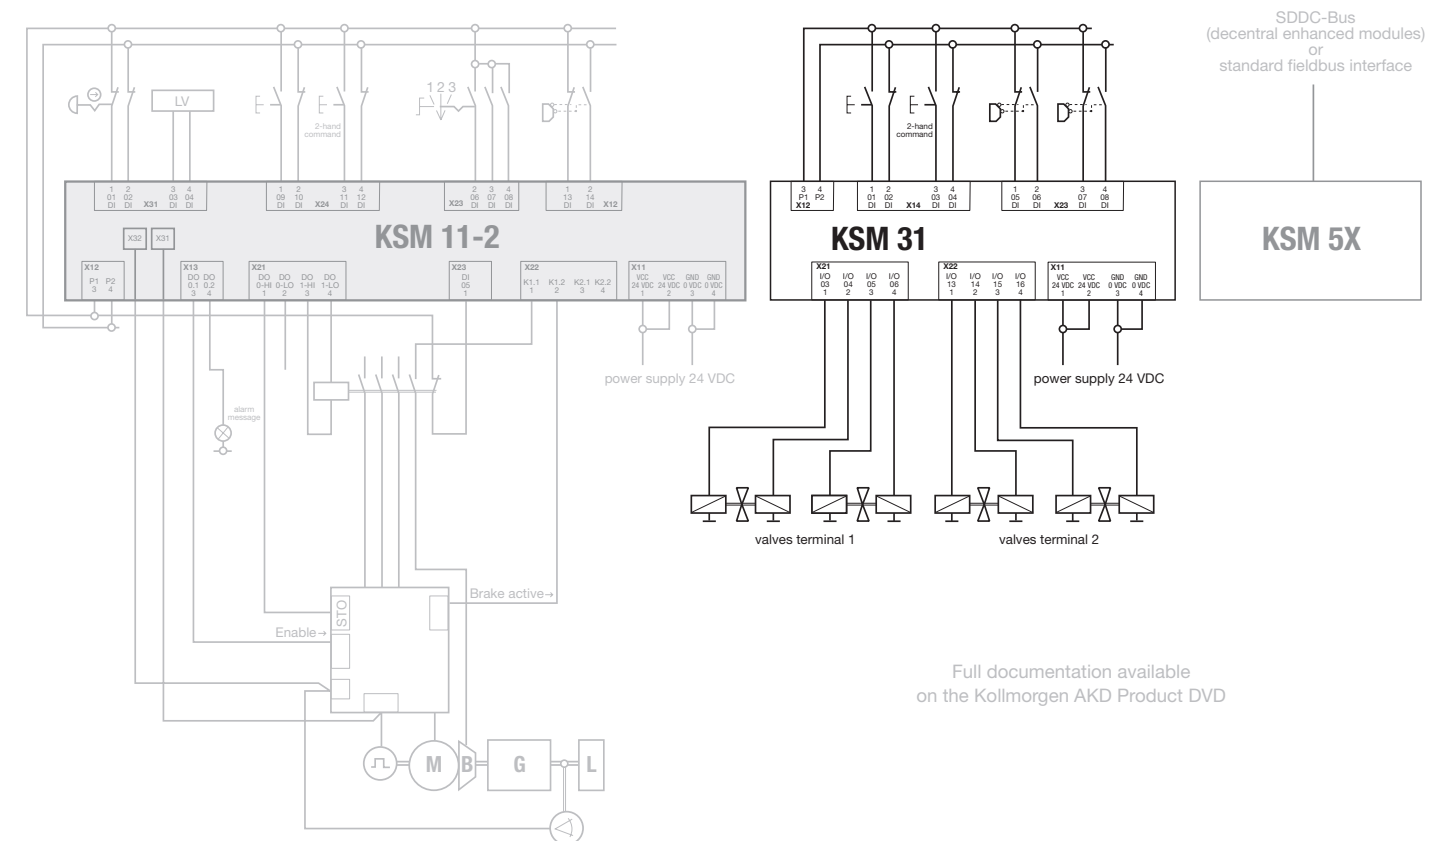 SDDC-Bus
(decentral enhanced modules)
or
standard fieldbus interface
LV
2-hand
command
1 2 3
2-hand
command
1 2
01 02
DI DI
X31
3 4
03 04
DI DI
1 2
09 10
DI DI
X24
3 4
11 12
DI DI
X23
2 3 4
06 07 08
DI DI DI
1 2
13 14
DI DI
X12
3 4
P1 P2
X12
1 2
01 02
DI DI
X14
3 4
03 04
DI DI
1 2
05 06
DI DI
X23
3 4
07 08
DI DI
X32 X31
KSM 11-2
KSM 31
KSM 5X
X12
P1 P2
3 4
X13
DO DO
0.1 0.2
3 4
X21
DO DO DO DO
0-HI 0-LO 1-HI 1-LO
1 2 3 4
X23
DI
05
1
X22
K1.1 K1.2 K2.1 K2.2
1 2 3 4
X11
VCC VCC GND GND
24 VDC 24 VDC 0 VDC 0 VDC
1 2 3 4
X21
I/O I/O I/O I/O
03 04 05 06
1 2 3 4
X22
I/O I/O I/O I/O
13 14 15 16
1 2 3 4
X11
VCC VCC GND GND
24 VDC 24 VDC 0 VDC 0 VDC
1 2 3 4
power supply 24 VDC
power supply 24 VDC
alarm
message
valves terminal 1
valves terminal 2
Brake active→
STO
Enable→
Full documentation available
on the Kollmorgen AKD Product DVD
M B G L